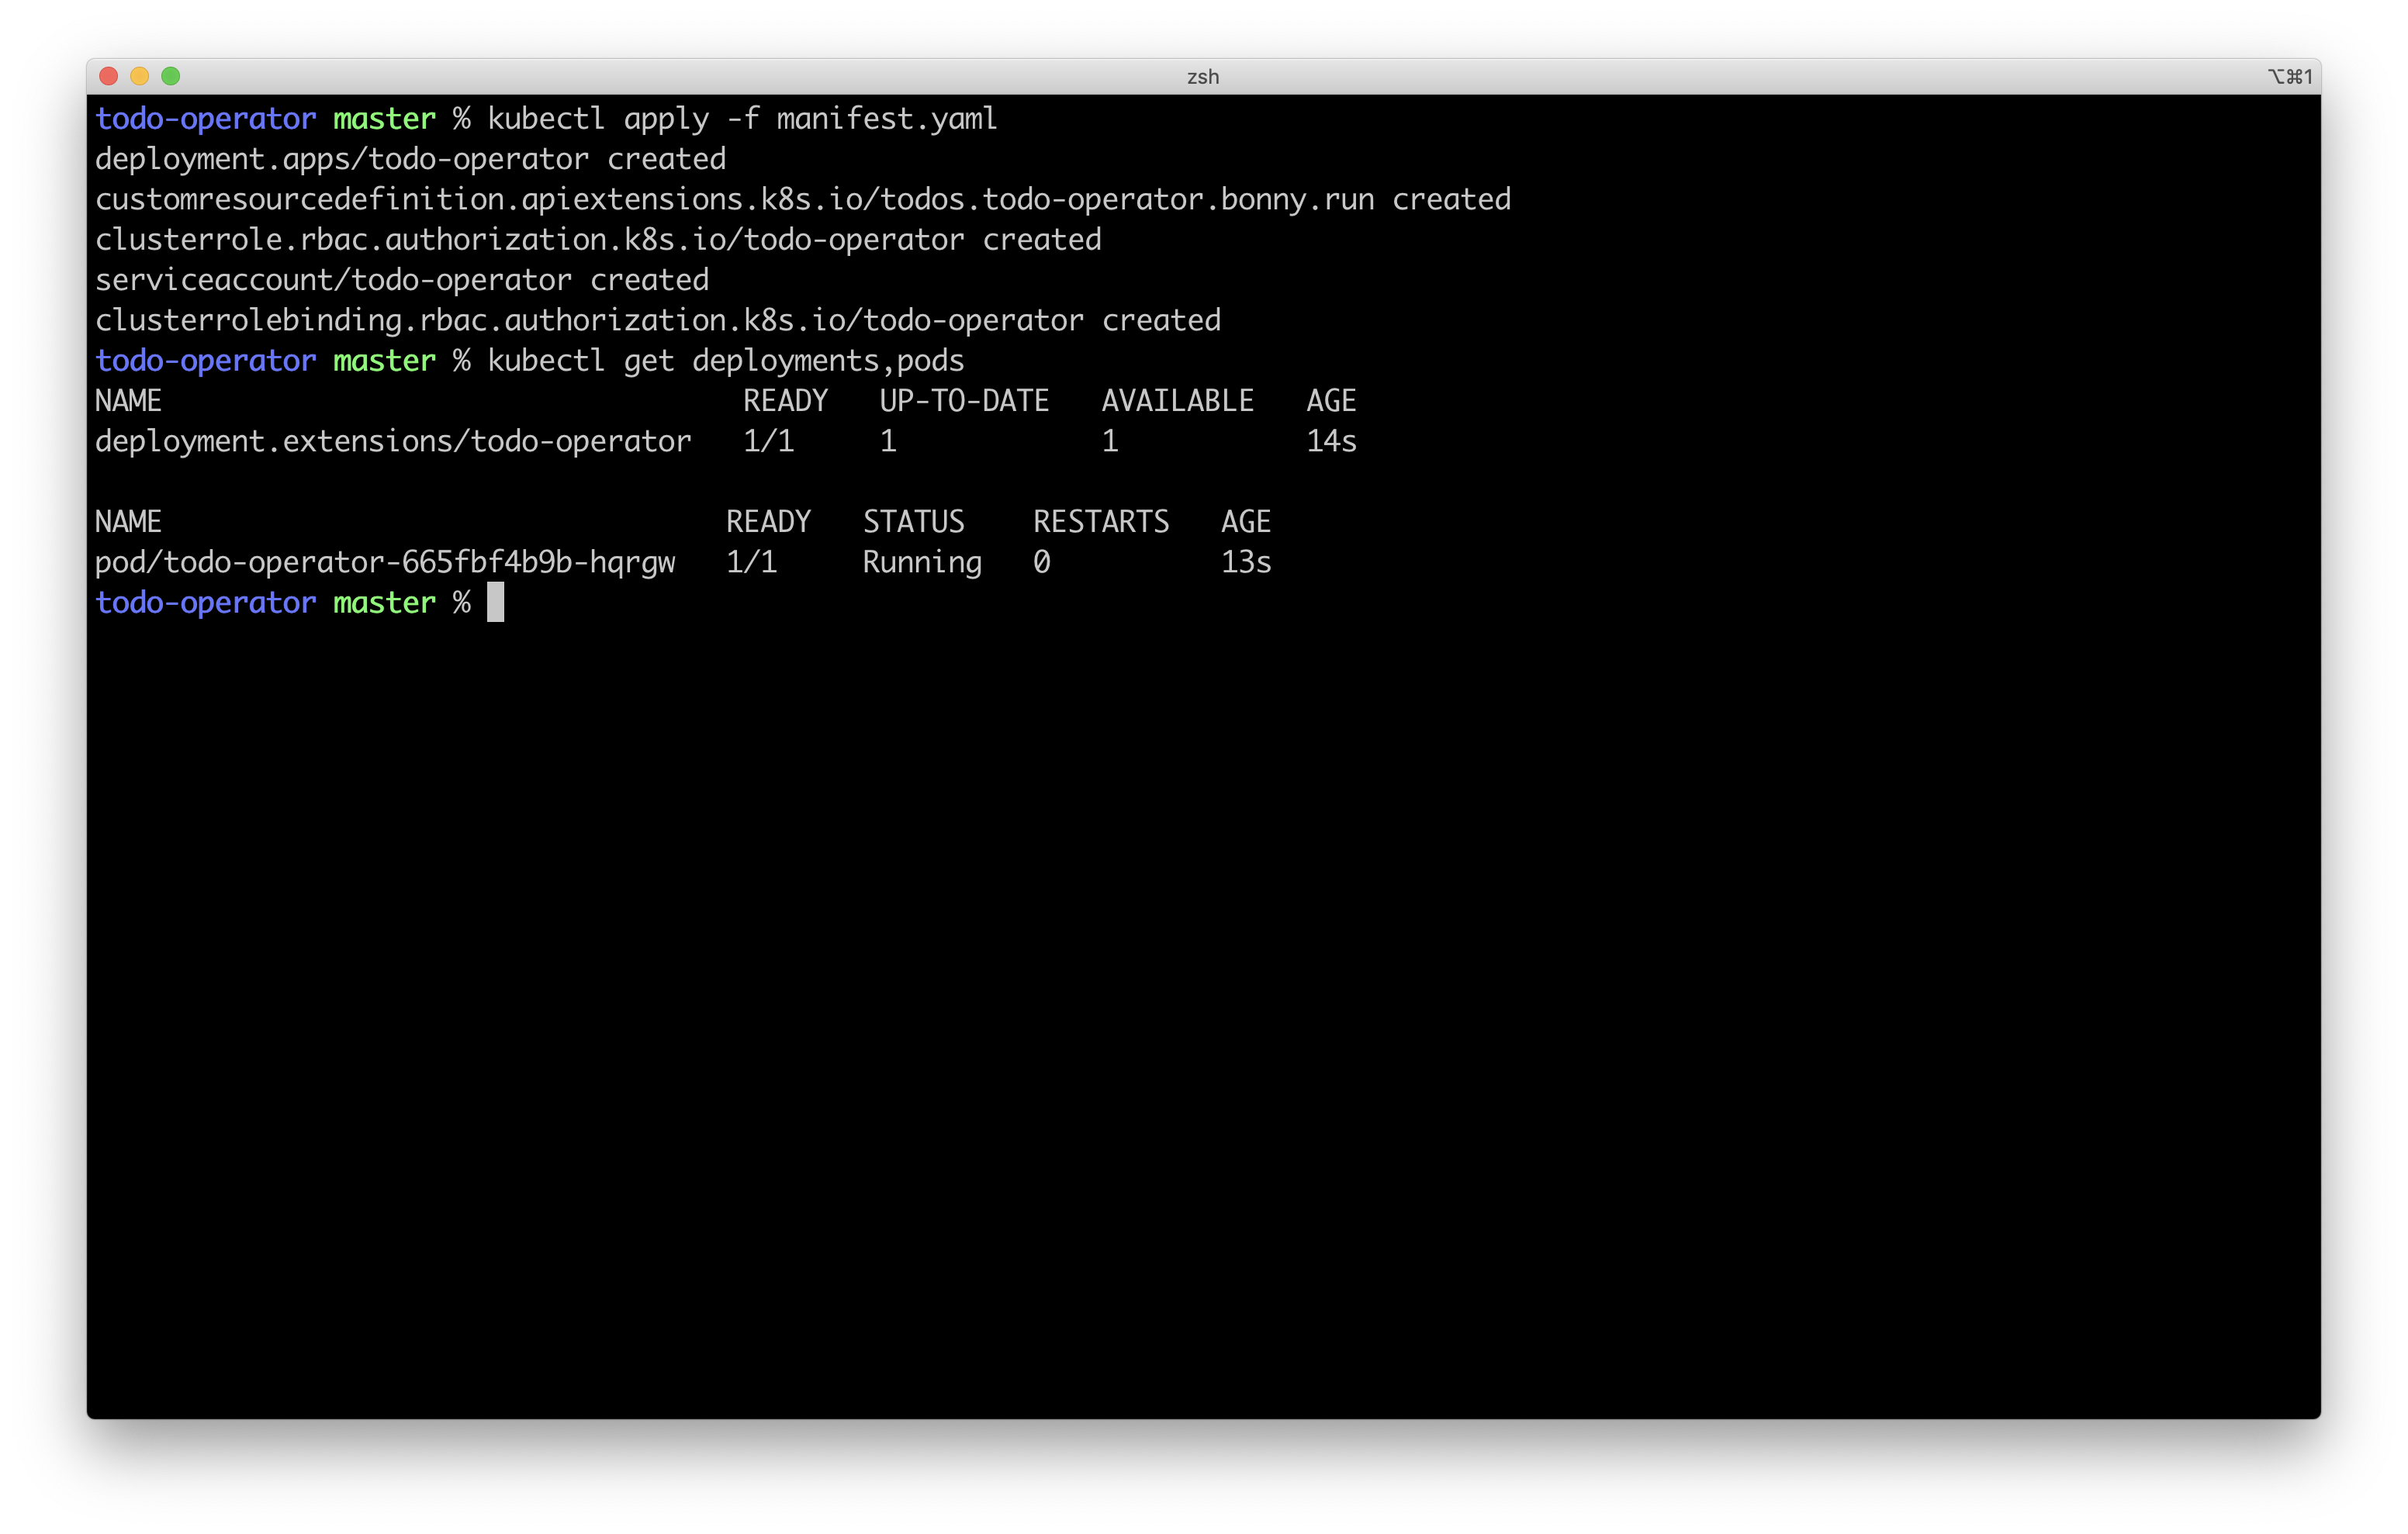 zsh ⌥⌘1
todo-operator master % kubectl apply -f manifest.yaml
deployment.apps/todo-operator created
customresourcedefinition.apiextensions.k8s.io/todos.todo-operator.bonny.run created
clusterrole.rbac.authorization.k8s.io/todo-operator created
serviceaccount/todo-operator created
clusterrolebinding.rbac.authorization.k8s.io/todo-operator created
todo-operator master % kubectl get deployments,pods
NAME READY UP-TO-DATE AVAILABLE AGE
deployment.extensions/todo-operator 1/1 1 1 14s
NAME READY STATUS RESTARTS AGE
pod/todo-operator-665fbf4b9b-hqrgw 1/1 Running 0 13s
todo-operator master %